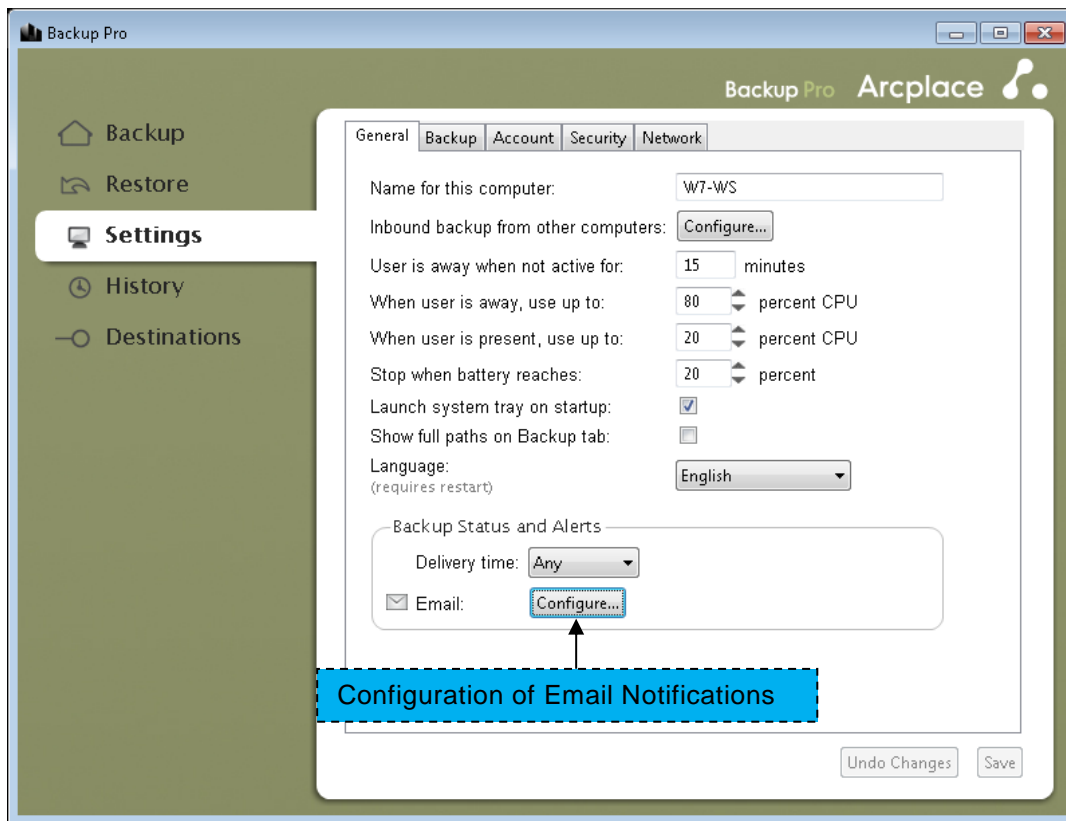 Backup Pro
Backup Pro Arcplace
Backup
Restore
Settings
History
Destinations
General Backup Account Security Network
Name for this computer: W7-WS
Inbound backup from other computers: Configure...
User is away when not active for: 15 minutes
When user is away, use up to: 80 percent CPU
When user is present, use up to: 20 percent CPU
Stop when battery reaches: 20 percent
Launch system tray on startup:
Show full paths on Backup tab:
Language: English
(requires restart)
Backup Status and Alerts
Delivery time: Any
Email: Configure...
Configuration of Email Notifications
Undo Changes Save